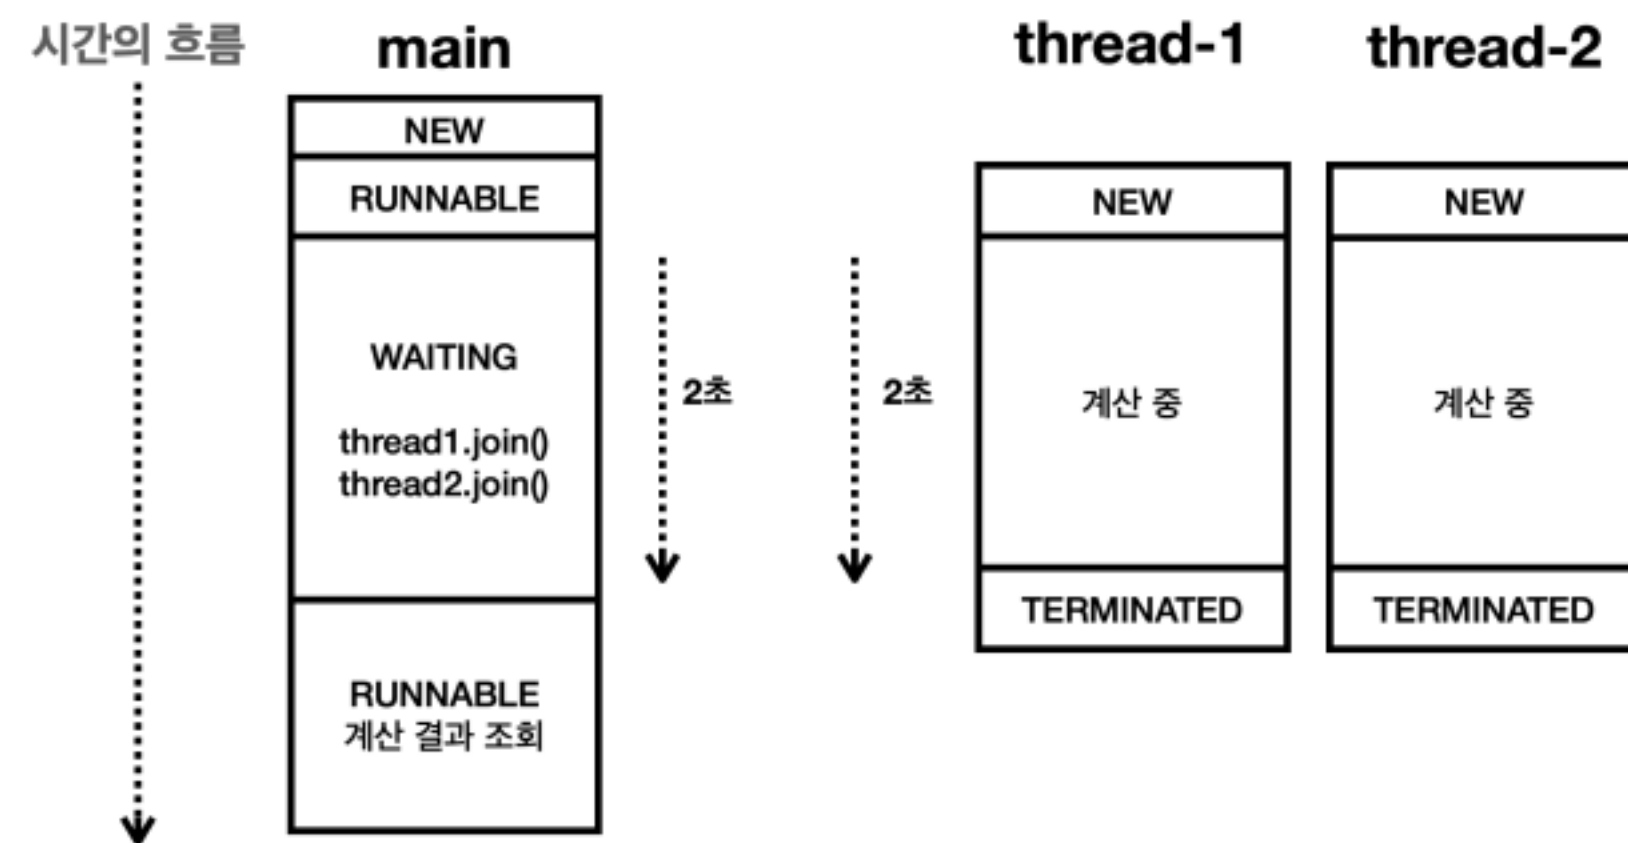 시간의 흐름
main
NEW
RUNNABLE
WAITING
thread1.join()
thread2.join()
RUNNABLE
계산 결과 조회
2초
2초
thread-1
NEW
계산 중
TERMINATED
thread-2
NEW
계산 중
TERMINATED